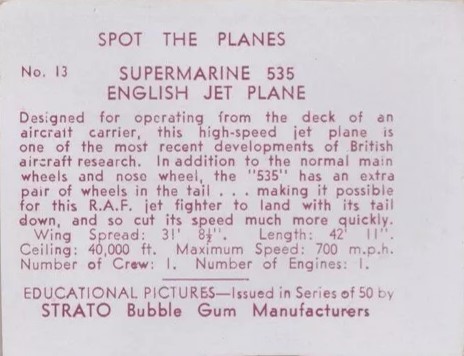 SPOT THE PLANES
No. 13 SUPERMARINE 535
ENGLISH JET PLANE
Designed for operating from the deck of an
aircraft carrier, this high-speed jet plane is
one of the most recent developments of British
aircraft research. In addition to the normal main
wheels and nose wheel, the "535" has an extra
pair of wheels in the tail . . . making it possible
for this R.A.F. jet fighter to land with its tail
down, and so cut its speed much more quickly.
Wing Spread: 31' 8½". Length: 42' 11".
Ceiling: 40,000 ft. Maximum Speed: 700 m.p.h.
Number of Crew: 1. Number of Engines: 1.
EDUCATIONAL PICTURES—Issued in Series of 50 by
STRATO Bubble Gum Manufacturers